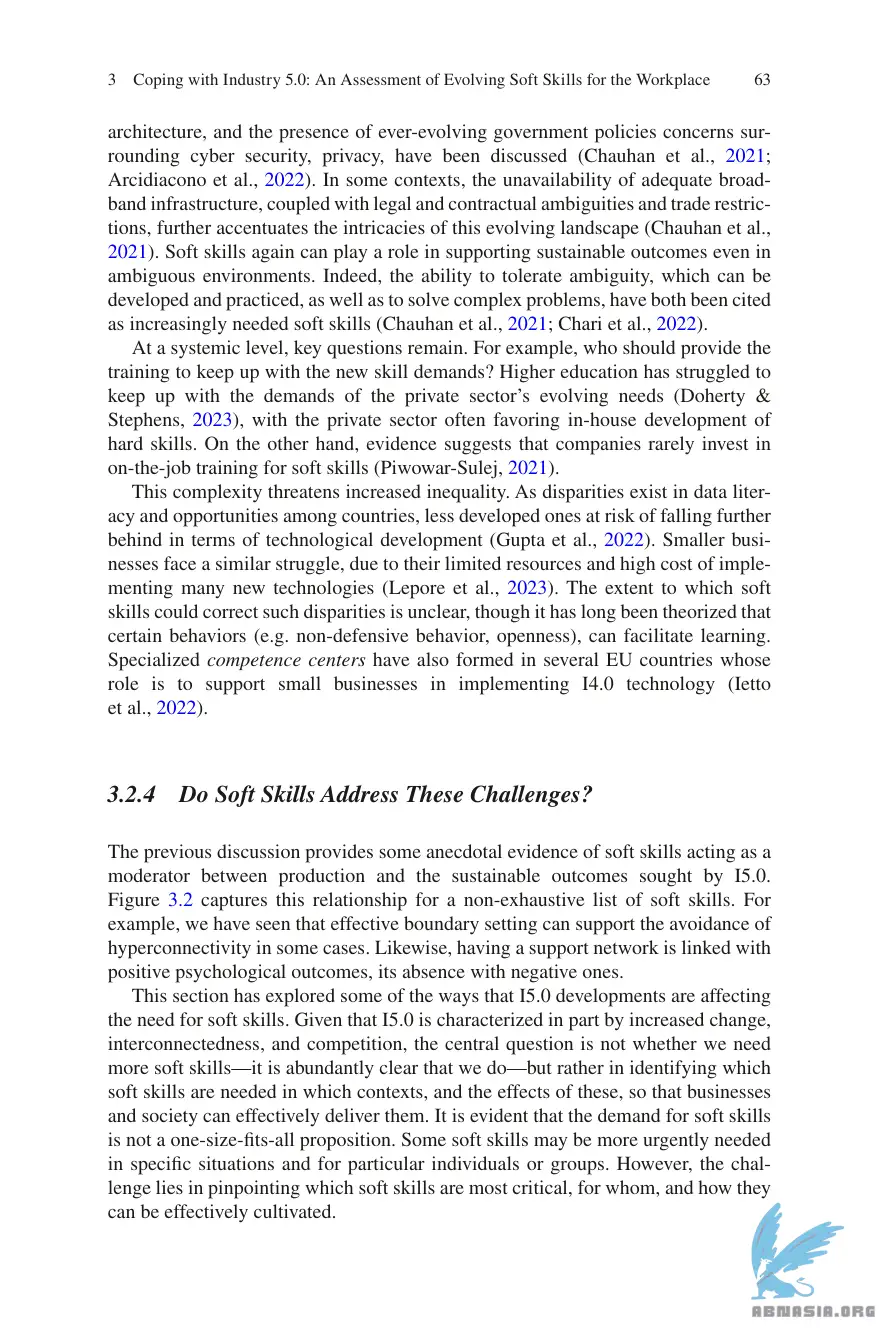 3 Coping with Industry 5.0: An Assessment of Evolving Soft Skills for the Workplace 63
architecture, and the presence of ever-evolving government policies concerns sur-
rounding cyber security, privacy, have been discussed (Chauhan et al., 2021;
Arcidiacono et al., 2022). In some contexts, the unavailability of adequate broad-
band infrastructure, coupled with legal and contractual ambiguities and trade restric-
tions, further accentuates the intricacies of this evolving landscape (Chauhan et al.,
2021). Soft skills again can play a role in supporting sustainable outcomes even in
ambiguous environments. Indeed, the ability to tolerate ambiguity, which can be
developed and practiced, as well as to solve complex problems, have both been cited
as increasingly needed soft skills (Chauhan et al., 2021; Chari et al., 2022).
At a systemic level, key questions remain. For example, who should provide the
training to keep up with the new skill demands? Higher education has struggled to
keep up with the demands of the private sector's evolving needs (Doherty &
Stephens, 2023), with the private sector often favoring in-house development of
hard skills. On the other hand, evidence suggests that companies rarely invest in
on-the-job training for soft skills (Piwowar-Sulej, 2021).
This complexity threatens increased inequality. As disparities exist in data liter-
acy and opportunities among countries, less developed ones at risk of falling further
behind in terms of technological development (Gupta et al., 2022). Smaller busi-
nesses face a similar struggle, due to their limited resources and high cost of imple-
menting many new technologies (Lepore et al., 2023). The extent to which soft
skills could correct such disparities is unclear, though it has long been theorized that
certain behaviors (e.g. non-defensive behavior, openness), can facilitate learning.
Specialized competence centers have also formed in several EU countries whose
role is to support small businesses in implementing I4.0 technology (Ietto
et al., 2022).
3.2.4 Do Soft Skills Address These Challenges?
The previous discussion provides some anecdotal evidence of soft skills acting as a
moderator between production and the sustainable outcomes sought by I5.0.
Figure 3.2 captures this relationship for a non-exhaustive list of soft skills. For
example, we have seen that effective boundary setting can support the avoidance of
hyperconnectivity in some cases. Likewise, having a support network is linked with
positive psychological outcomes, its absence with negative ones.
This section has explored some of the ways that I5.0 developments are affecting
the need for soft skills. Given that I5.0 is characterized in part by increased change,
interconnectedness, and competition, the central question is not whether we need
more soft skills—it is abundantly clear that we do—but rather in identifying which
soft skills are needed in which contexts, and the effects of these, so that businesses
and society can effectively deliver them. It is evident that the demand for soft skills
is not a one-size-fits-all proposition. Some soft skills may be more urgently needed
in specific situations and for particular individuals or groups. However, the chal-
lenge lies in pinpointing which soft skills are most critical, for whom, and how they
can be effectively cultivated.
ABNASIA.ORG